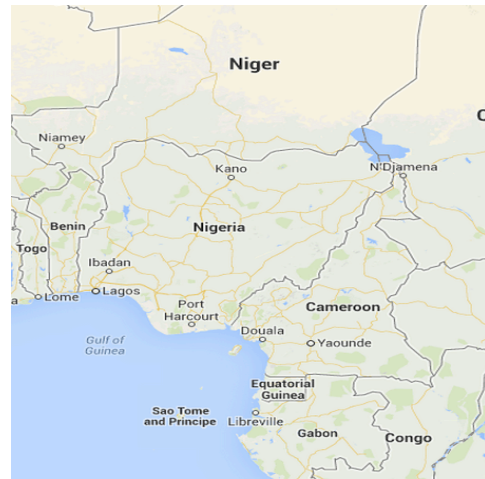 Niger
C
Niamey
Kano
N'Djamena
Benin
Nigeria
Togo
Ibadan
a
Lome
Lagos
Port
Harcourt
Cameroon
Douala
Yaounde
Gulf of
Guinea
Equatorial
Guinea
Sao Tome
and Principe
Libreville
Gabon
Congo